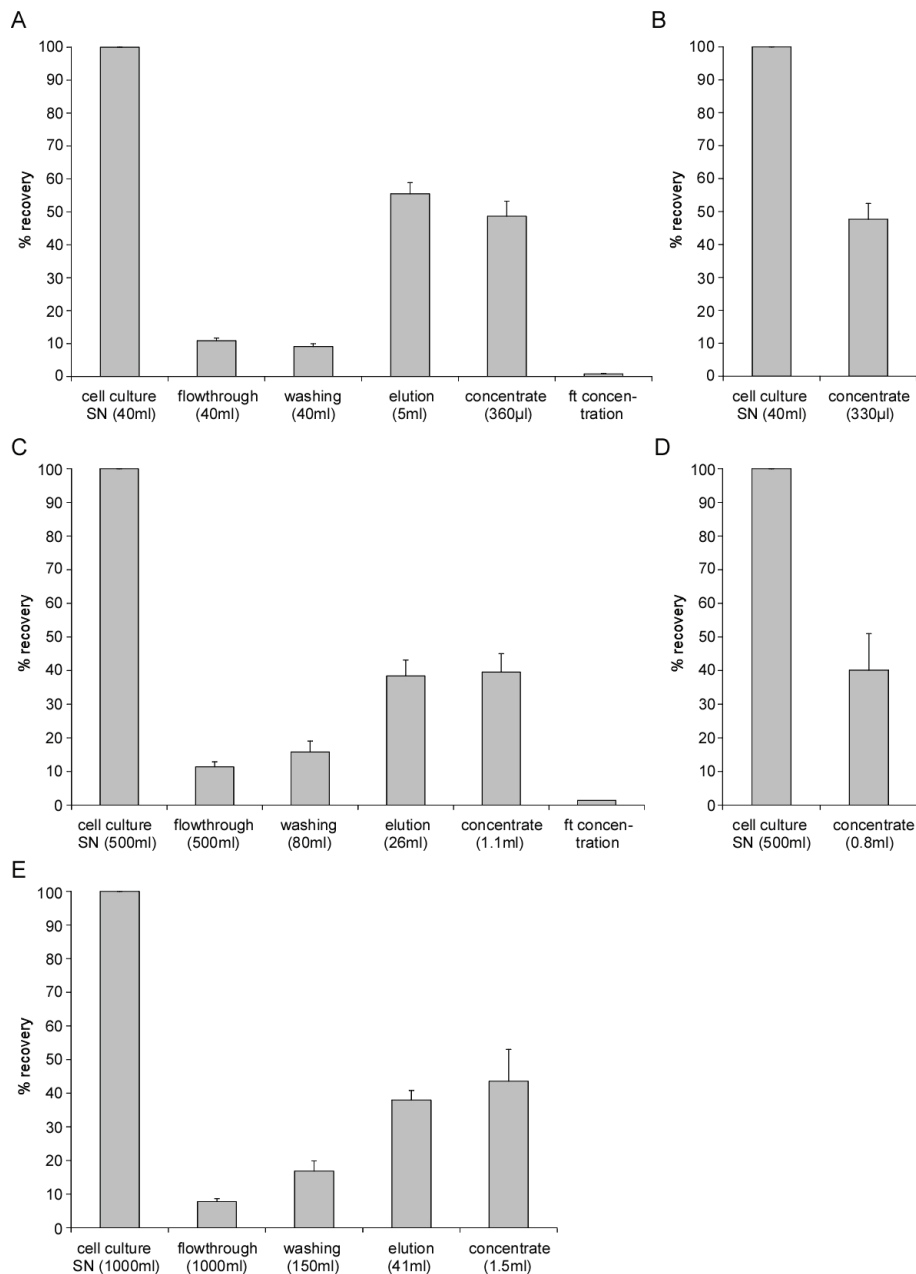 A
% recovery
100
90
80
70
60
50
40
30
20
10
0
cell culture flowthrough washing elution concentrate ft concen-
SN (40ml) (40ml) (40ml) (5ml) (360µl) tration
B
% recovery
100
90
80
70
60
50
40
30
20
10
0
cell culture concentrate
SN (40ml) (330µl)
C
% recovery
100
90
80
70
60
50
40
30
20
10
0
cell culture flowthrough washing elution concentrate ft concen-
SN (500ml) (500ml) (80ml) (26ml) (1.1ml) tration
D
% recovery
100
90
80
70
60
50
40
30
20
10
0
cell culture concentrate
SN (500ml) (0.8ml)
E
% recovery
100
90
80
70
60
50
40
30
20
10
0
cell culture flowthrough washing elution concentrate
SN (1000ml) (1000ml) (150ml) (41ml) (1.5ml)